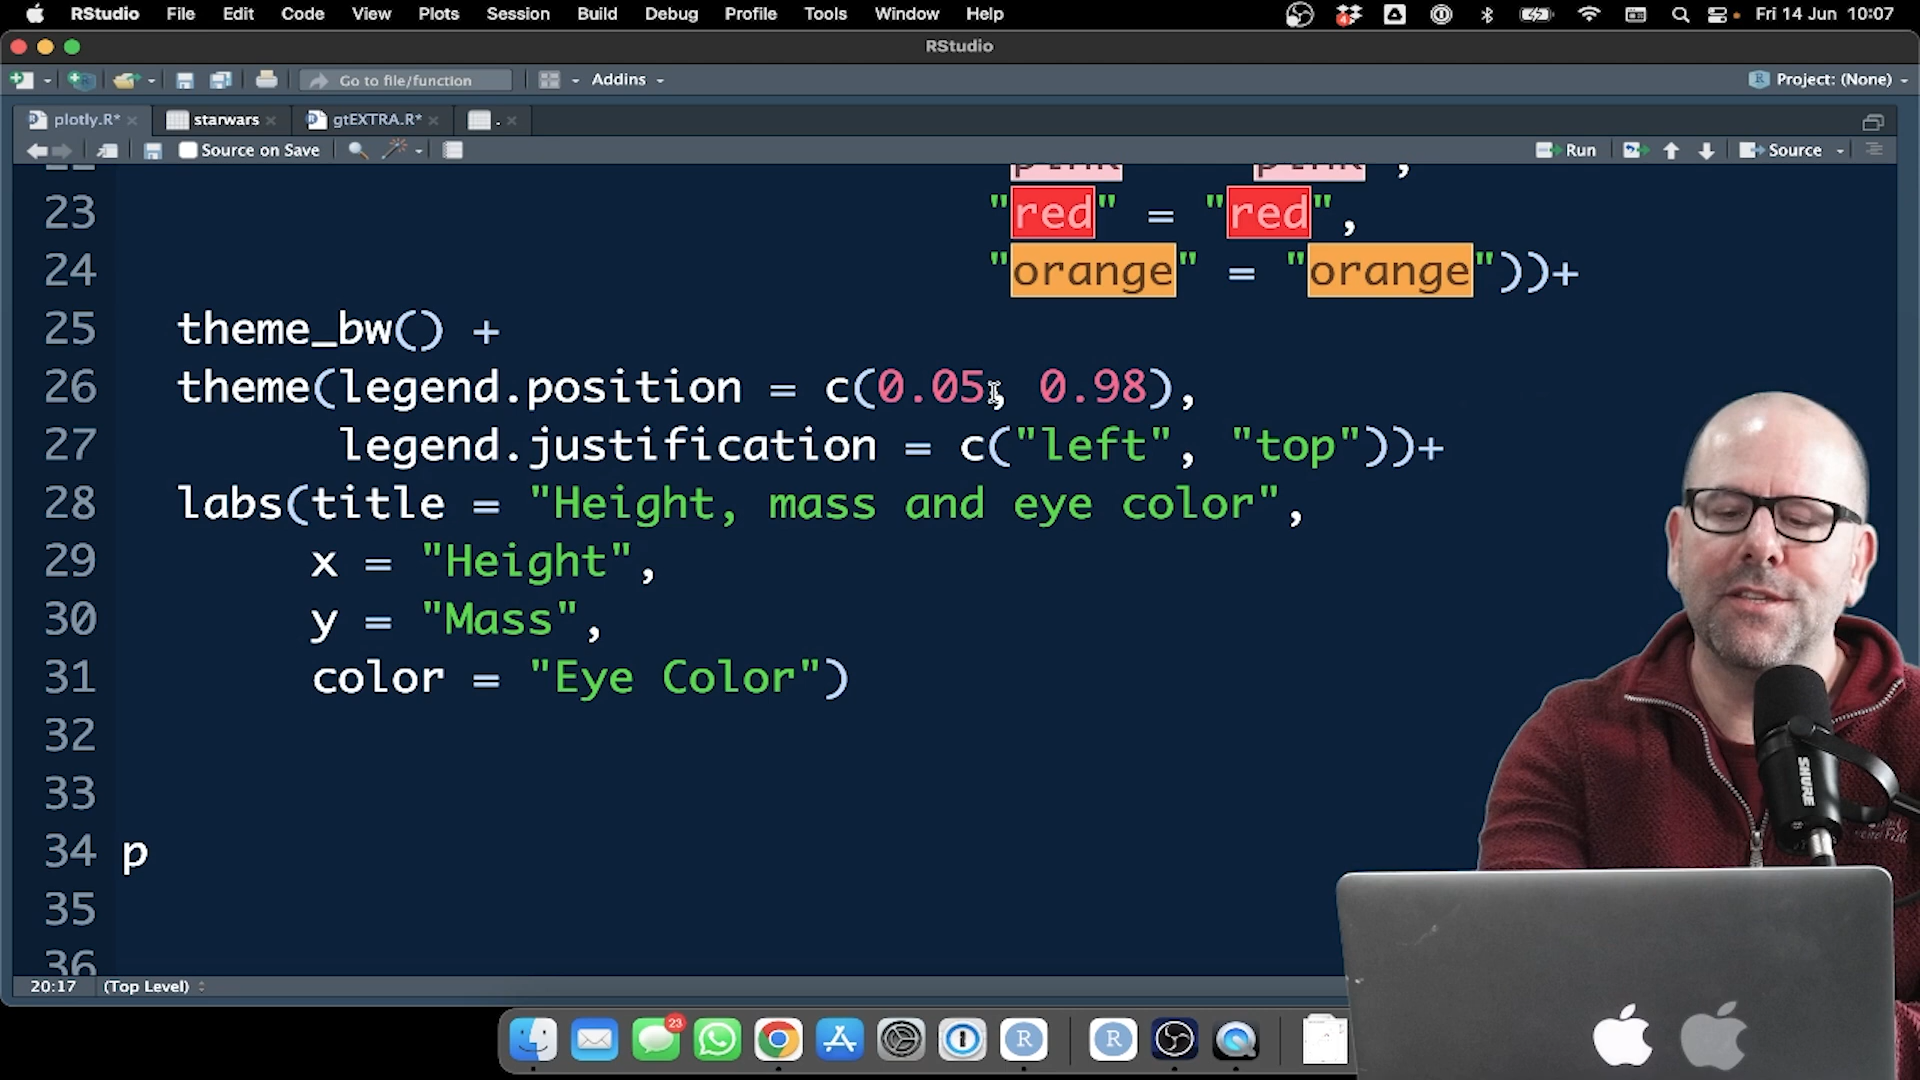 RStudio File Edit Code View Plots Session Build Debug Profile Tools Window Help Fri 14 Jun 10:07
RStudio
Go to file/function Addins Project: (None)
plotly.R* starwars gtEXTRA.R* .
Source on Save Run Source
23 "red" = "red",
24 "orange" = "orange"))+
25 theme_bw() +
26 theme(legend.position = c(0.05, 0.98),
27 legend.justification = c("left", "top"))+
28 labs(title = "Height, mass and eye color",
29 x = "Height",
30 y = "Mass",
31 color = "Eye Color")
32
33
34 p
35
36
20:17 (Top Level)
23
SHURE